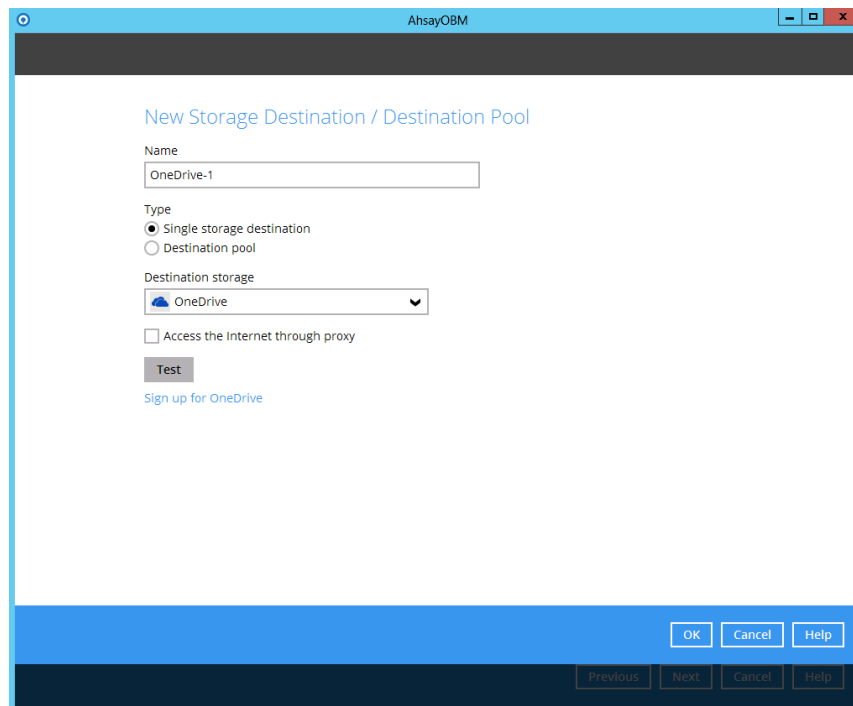 AhsayOBM
New Storage Destination / Destination Pool
Name
OneDrive-1
Type
Single storage destination
Destination pool
Destination storage
OneDrive
Access the Internet through proxy
Test
Sign up for OneDrive
OK Cancel Help
Previous Next Cancel Help